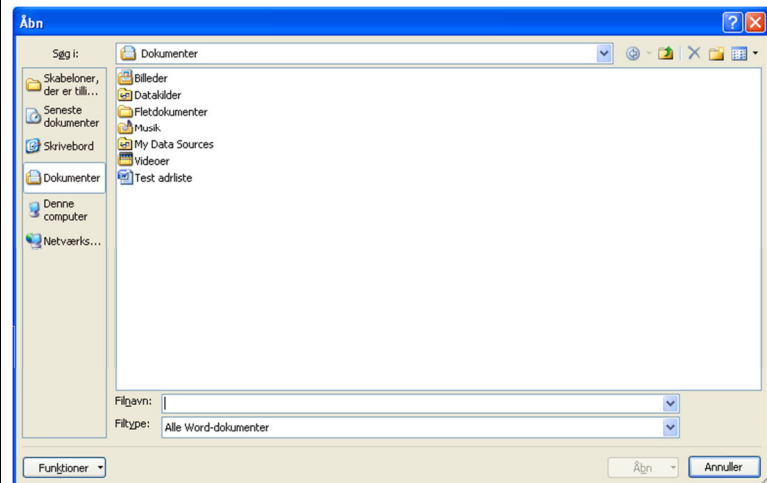 Åbn
Søg i:
Dokumenter
Skabeloner,
der er tilli...
Seneste
dokumenter
Skrivebord
Dokumenter
Denne
computer
Netværks...
Billeder
Datakilder
Fletdokumenter
Musik
My Data Sources
Videoer
Test adrliste
Filnavn:
Filtype:
Alle Word-dokumenter
Funktioner
Åbn
Annuller